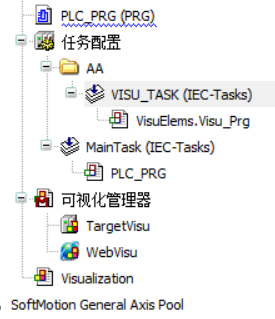 PLC_PRG (PRG)
任务配置
AA
VISU_TASK (IEC-Tasks)
VisuElems.Visu_Prg
MainTask (IEC-Tasks)
PLC_PRG
可视化管理器
TargetVisu
WebVisu
Visualization
SoftMotion General Axis Pool